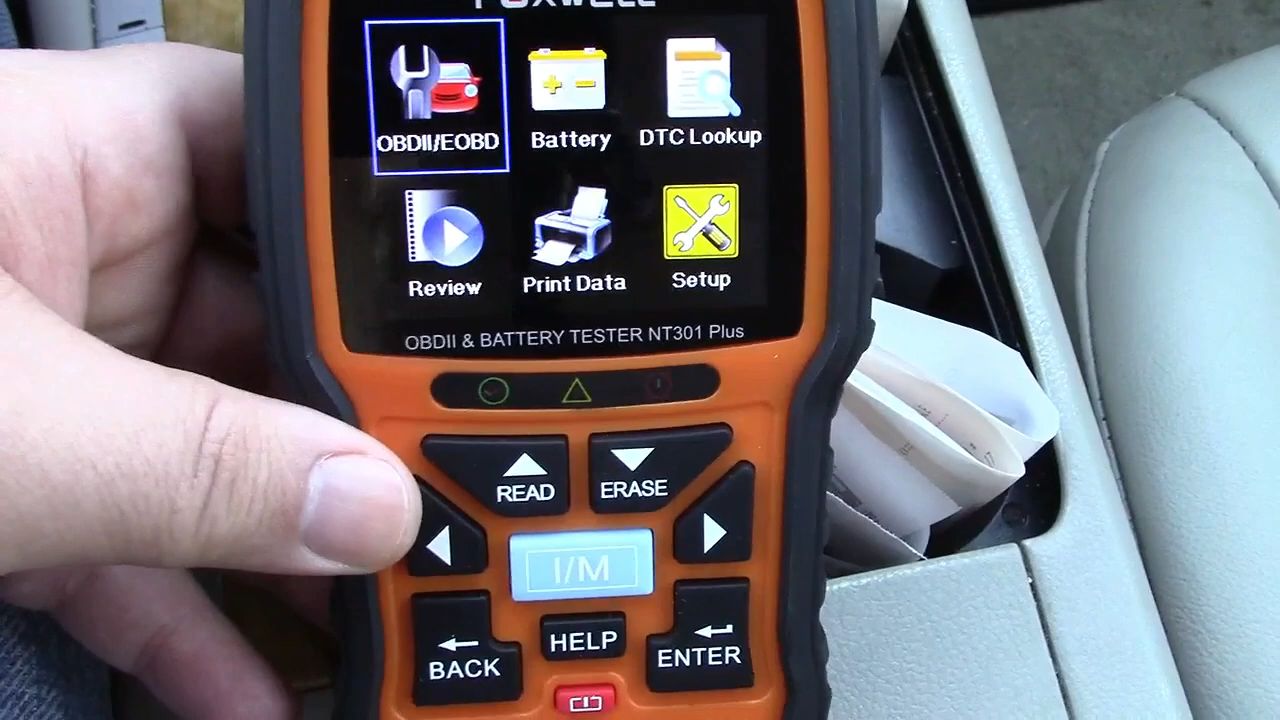 FOXWELL
OBDII/EOBD
Battery
DTC Lookup
Review
Print Data
Setup
OBDII & BATTERY TESTER NT301 Plus
READ
ERASE
I/M
BACK
HELP
ENTER